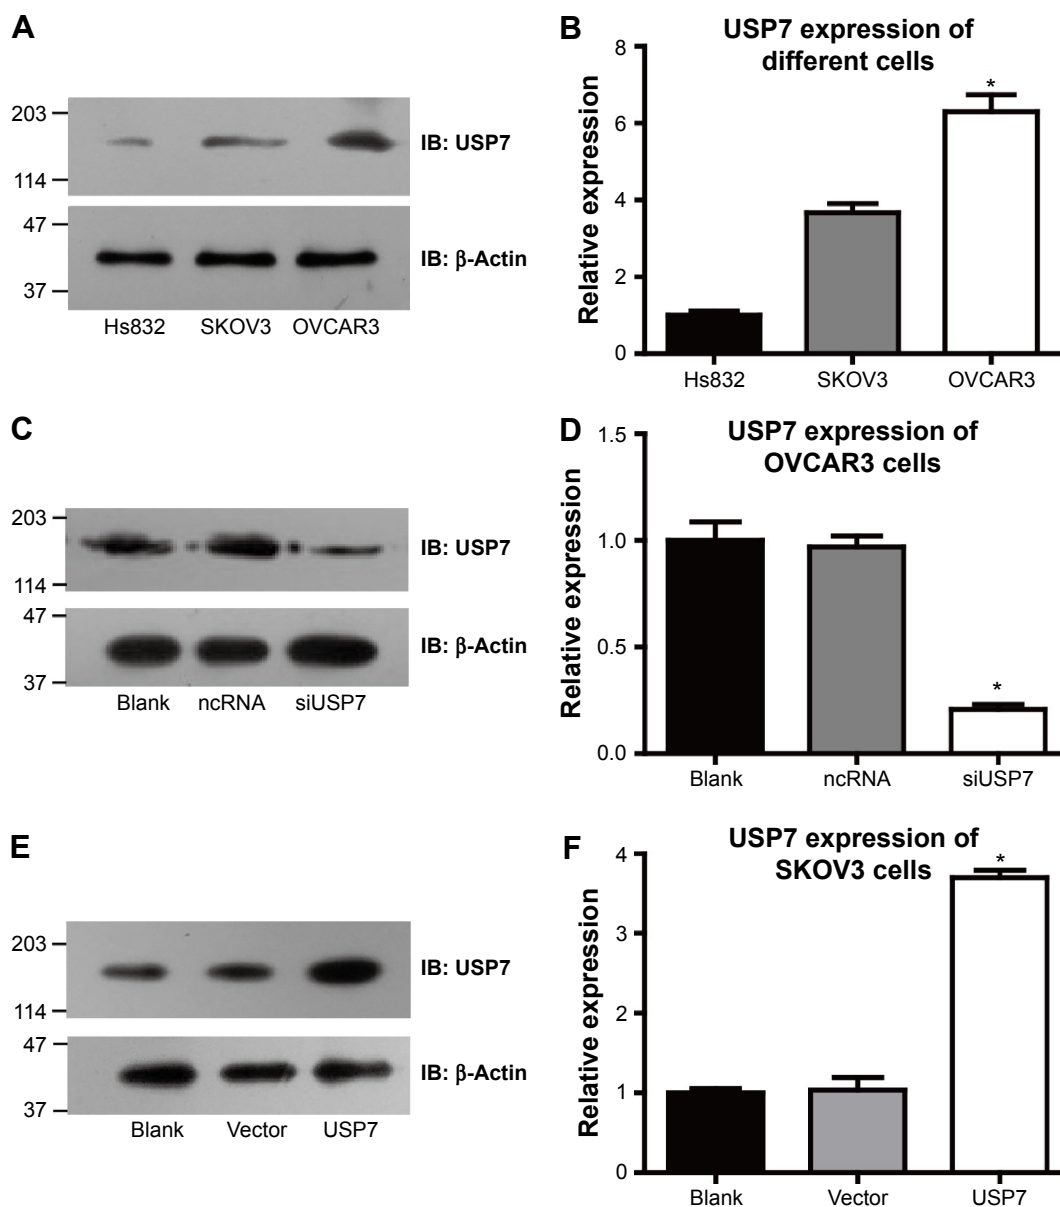 A
203
114
IB: USP7
47
37
IB: β-Actin
Hs832 SKOV3 OVCAR3
B
USP7 expression of
different cells
Relative expression
8
6
4
2
0
*
Hs832 SKOV3 OVCAR3
C
203
114
IB: USP7
47
37
IB: β-Actin
Blank ncRNA siUSP7
D
USP7 expression of
OVCAR3 cells
Relative expression
1.5
1.0
0.5
0.0
*
Blank ncRNA siUSP7
E
203
114
IB: USP7
47
37
IB: β-Actin
Blank Vector USP7
F
USP7 expression of
SKOV3 cells
Relative expression
4
3
2
1
0
*
Blank Vector USP7